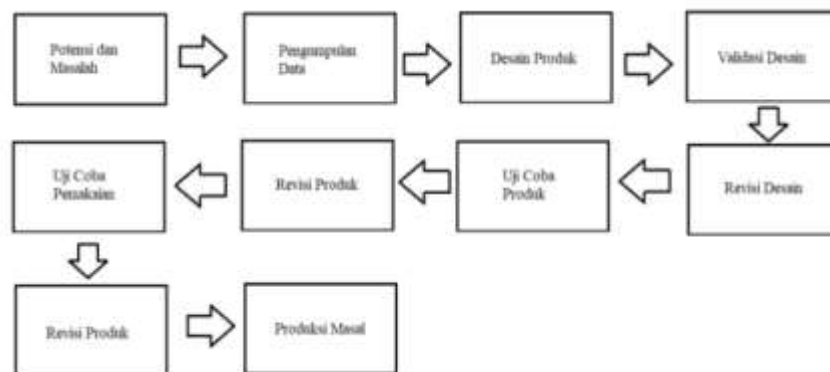 Potensi dan
Masalah
Pengumpulan
Data
Desain Produk
Validasi Desain
Revisi Desain
Uji Coba
Produk
Revisi Produk
Uji Coba
Pemakaian
Revisi Produk
Produksi Masal